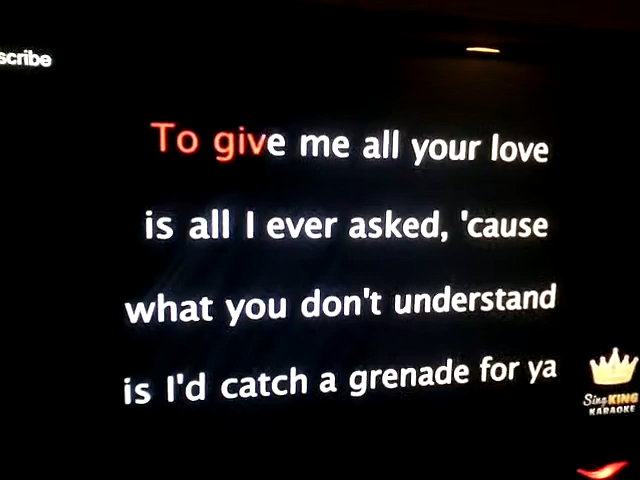 scribe
To give me all your love
is all I ever asked, 'cause
what you don't understand
is I'd catch a grenade for ya
Sing KING
KARAOKE